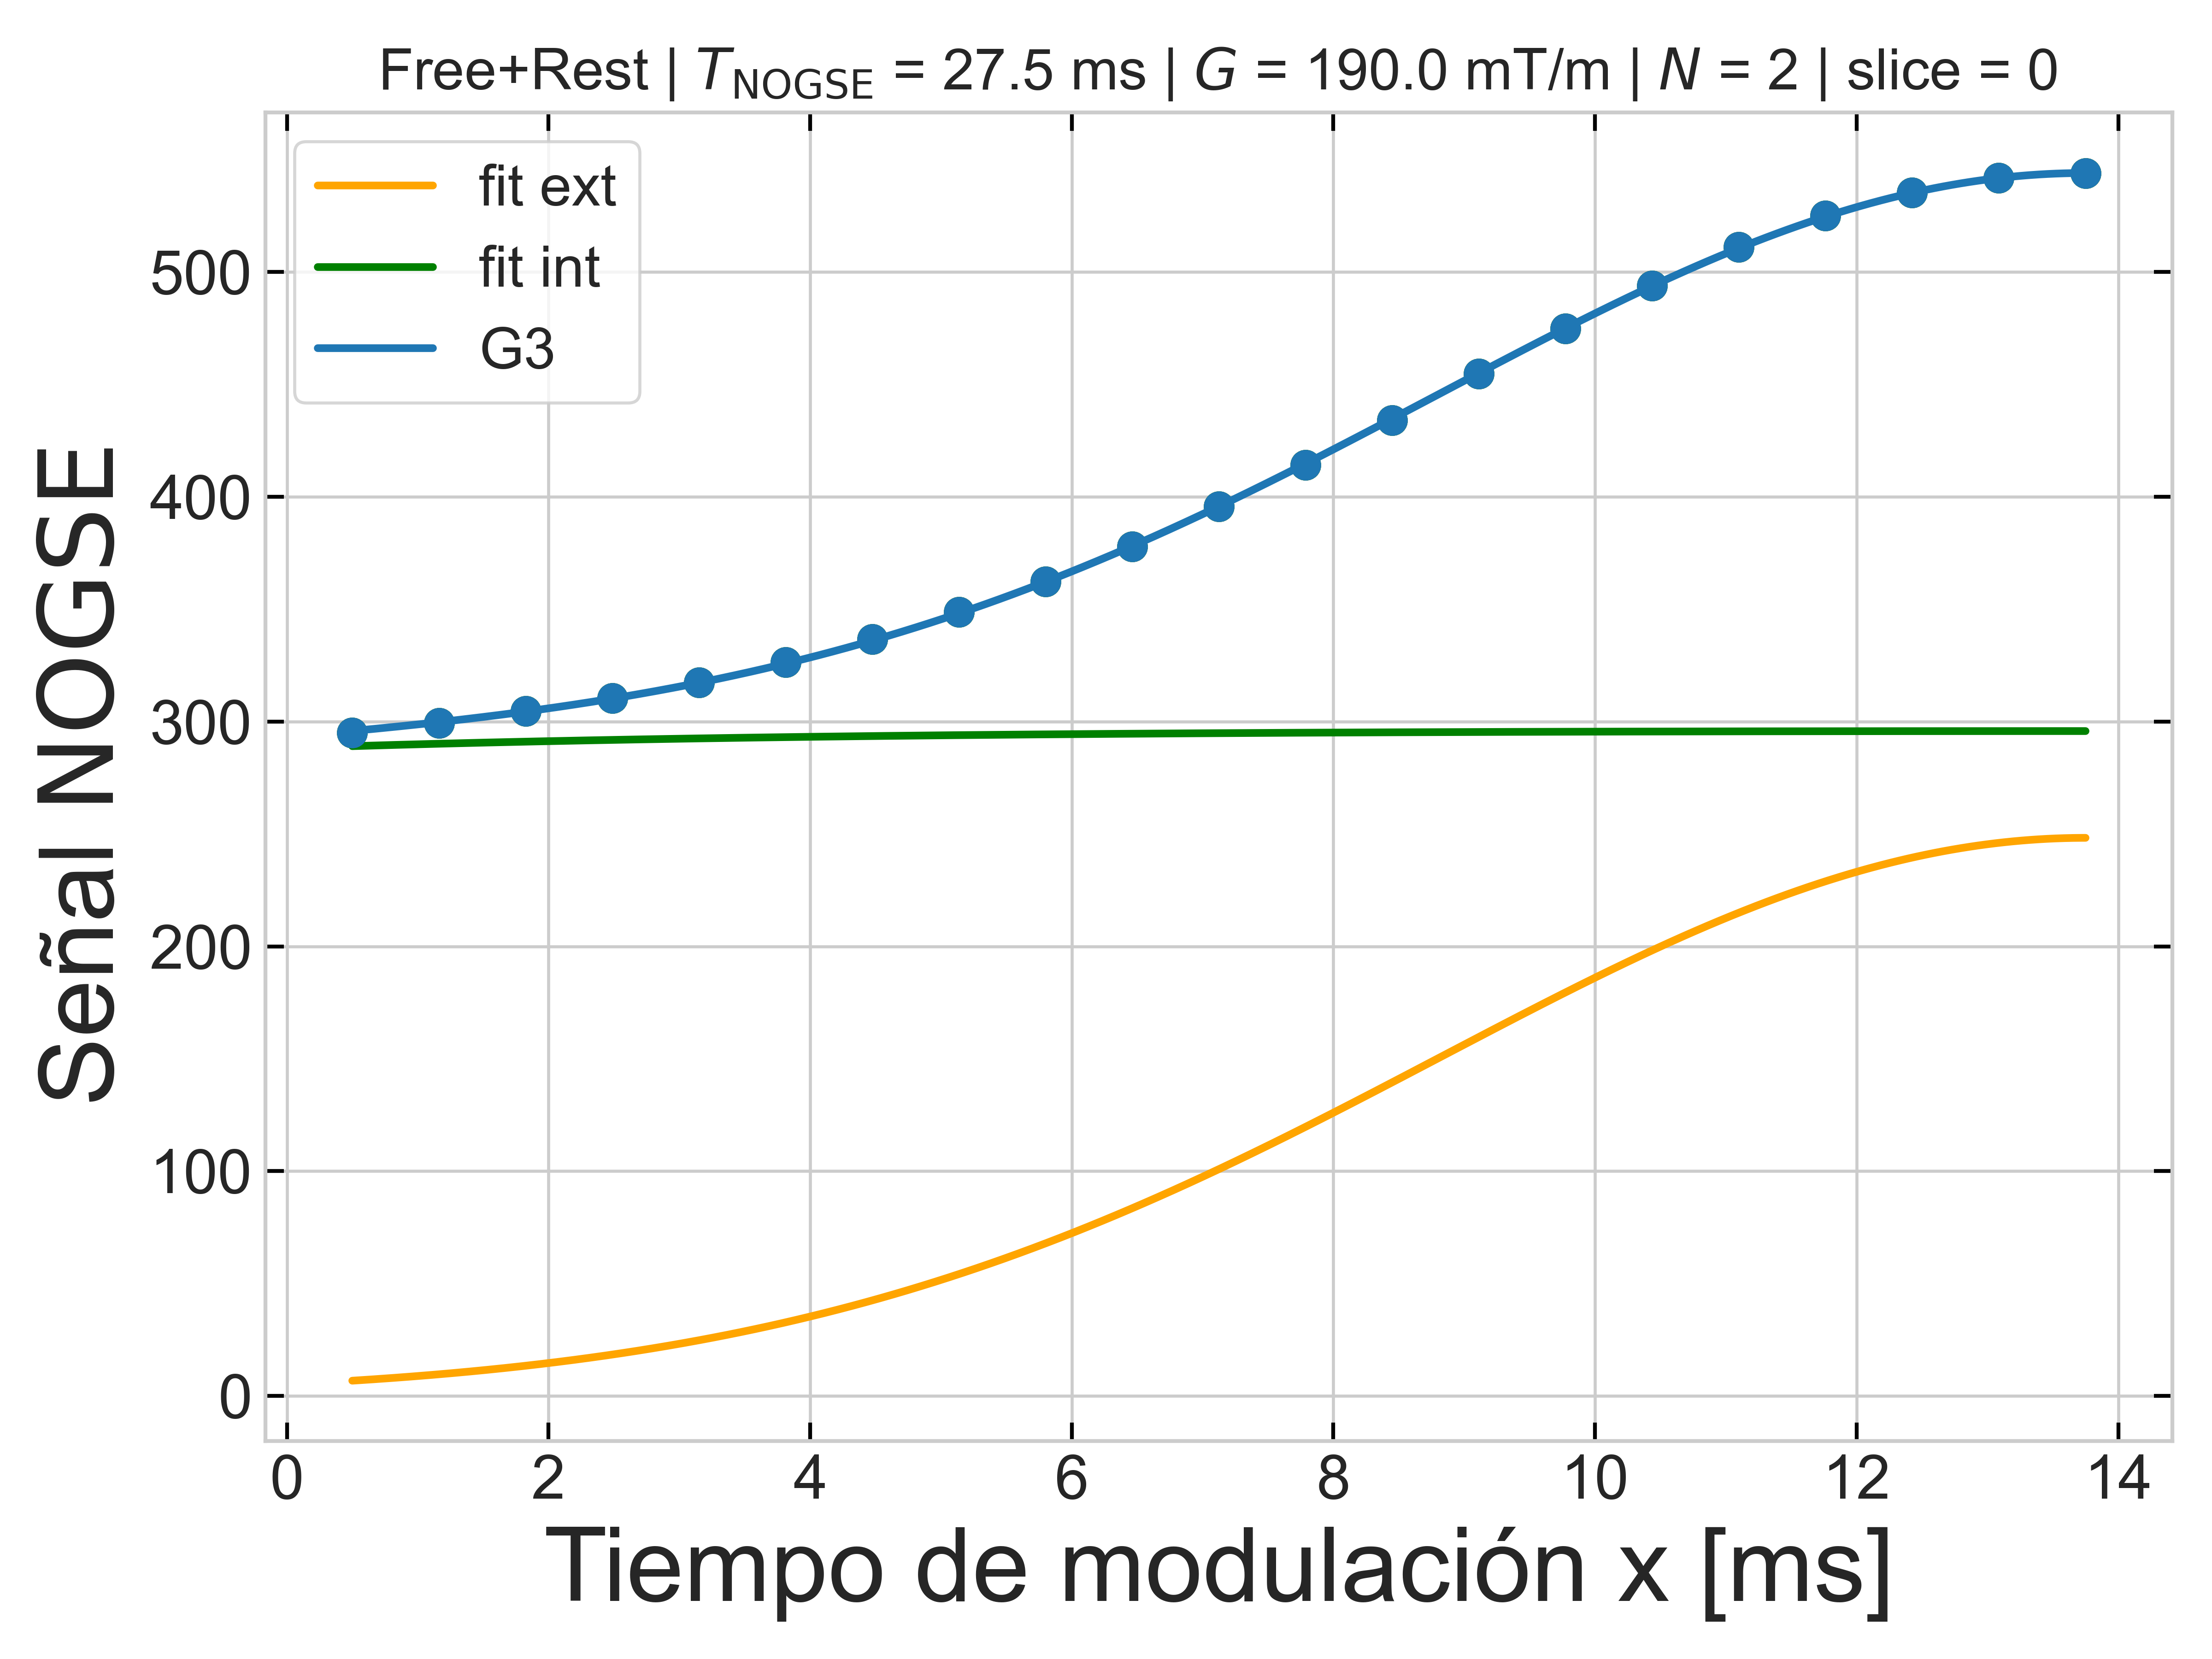 Free+Rest | T_NOGSE = 27.5 ms | G = 190.0 mT/m | N = 2 | slice = 0
fit ext
fit int
G3
Señal NOGSE
500
400
300
200
100
0
0 2 4 6 8 10 12 14
Tiempo de modulación x [ms]